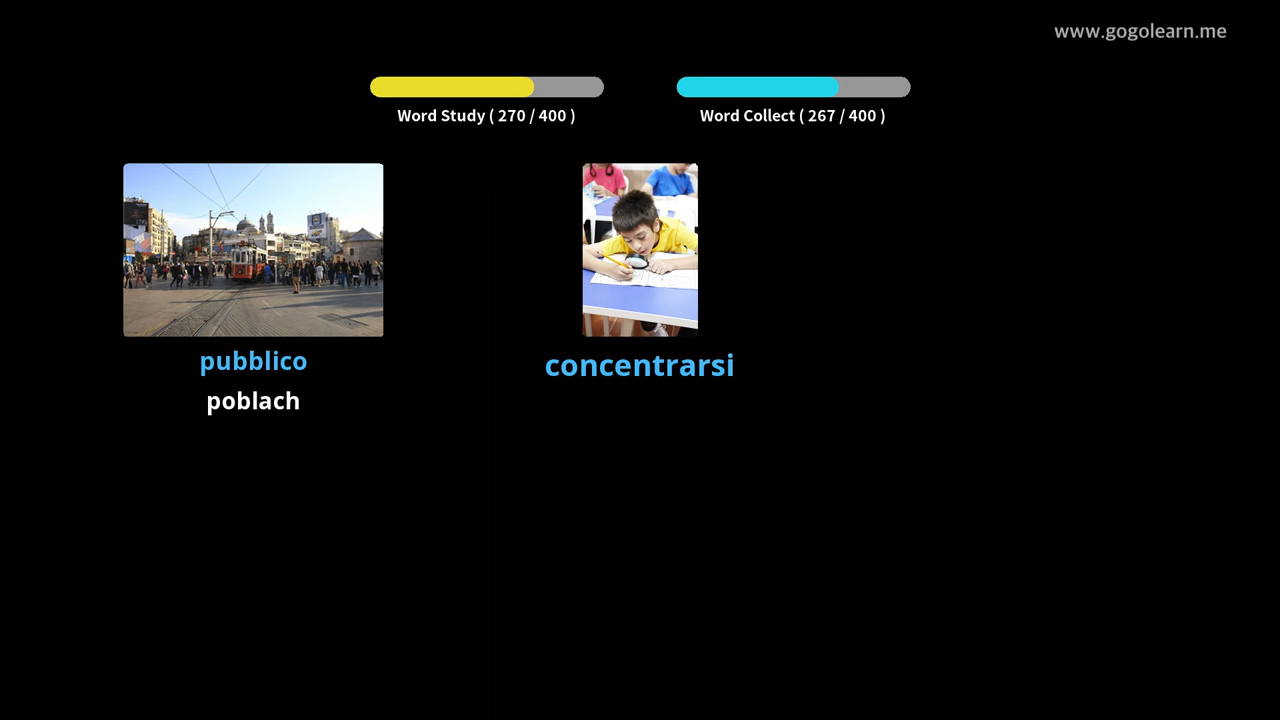 www.gogolearn.me
Word Study ( 270 / 400 )
Word Collect ( 267 / 400 )
pubblico
poblach
concentrarsi